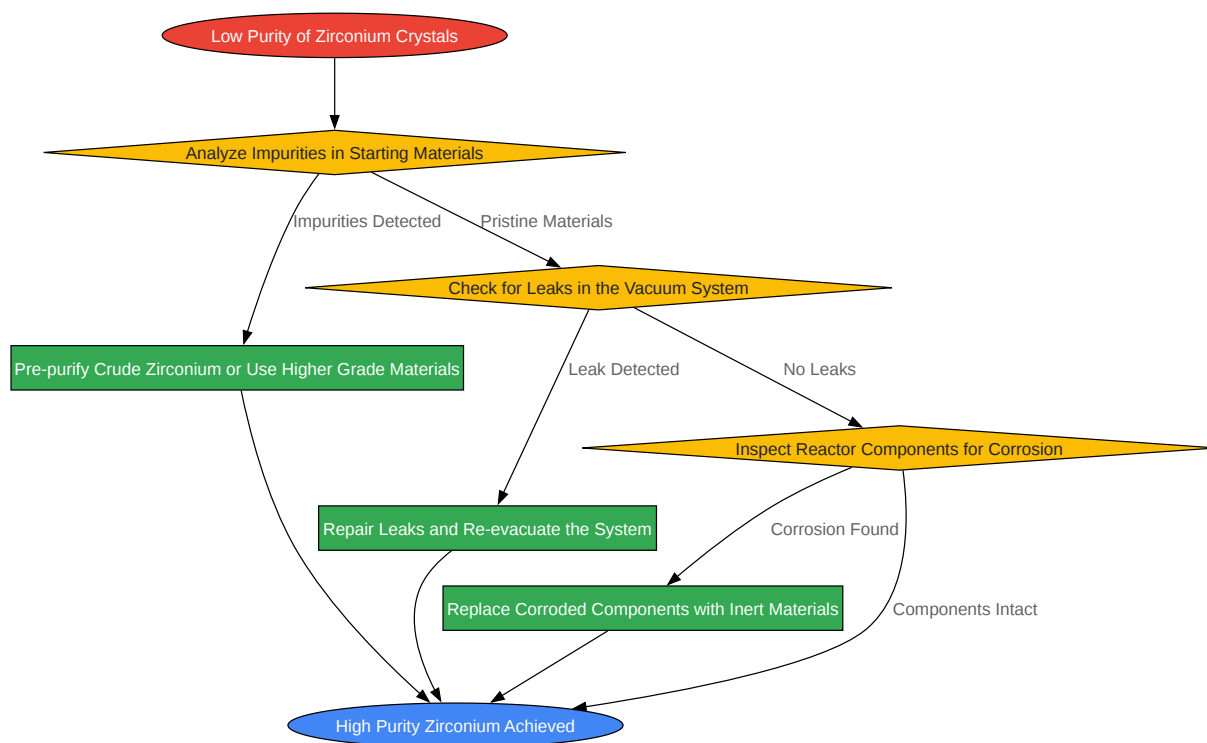 Low Purity of Zirconium Crystals
Analyze Impurities in Starting Materials
Impurities Detected
Pristine Materials
Check for Leaks in the Vacuum System
Pre-purify Crude Zirconium or Use Higher Grade Materials
Leak Detected
No Leaks
Inspect Reactor Components for Corrosion
Repair Leaks and Re-evacuate the System
Corrosion Found
Replace Corroded Components with Inert Materials
Components Intact
High Purity Zirconium Achieved